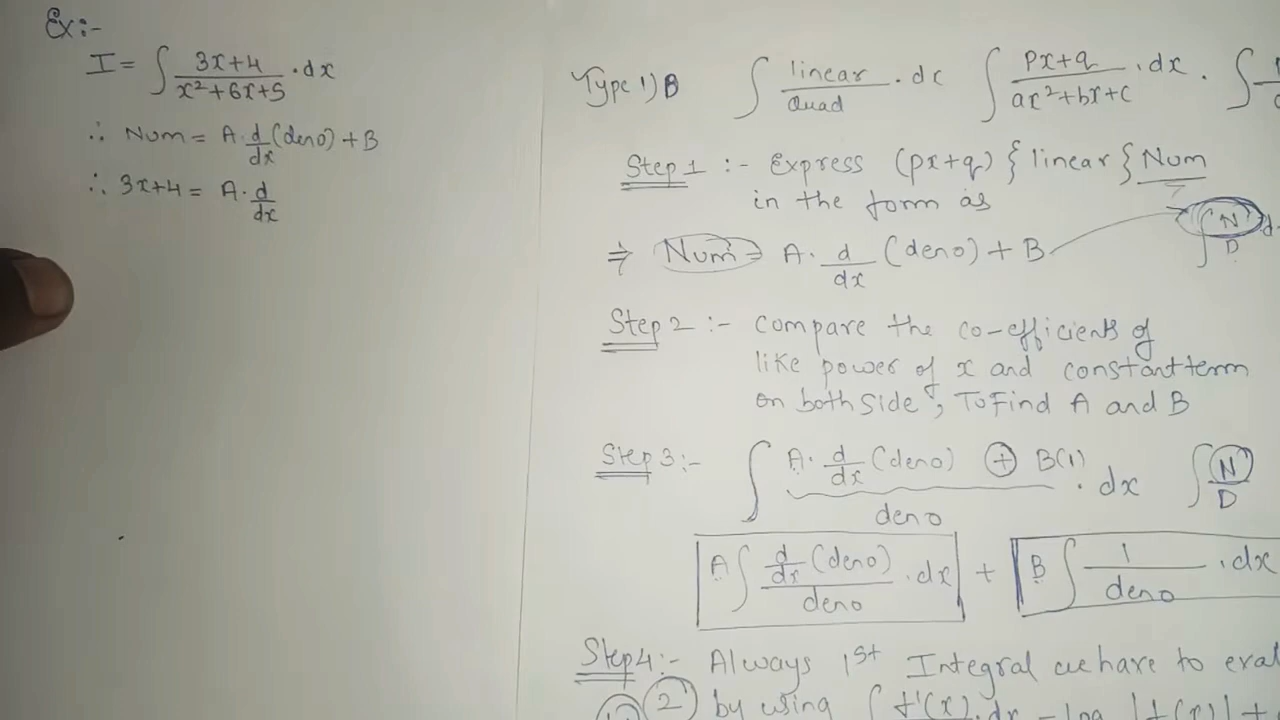 Ex:-
I = ∫ 3x+4 / x²+6x+5 · dx
∴ Num = A · d/dx (deno) + B
∴ 3x+4 = A · d/dx
Type 1) B ∫ linear / Quad · dx ∫ px+q / ax²+bx+c · dx · ∫
Step 1 :- Express (px+q) { linear } Num
in the form as
∫ N / D d
⇒ Num ⇒ A · d/dx (deno) + B
Step 2 :- compare the co-efficients of
like power of x and constant term
on both side, To Find A and B
Step 3 :- ∫ A · d/dx (deno) + B(1) / deno · dx ∫ N / D
A ∫ d/dx (deno) / deno · dx + B ∫ 1 / deno · dx
Step 4 :- Always 1st Integral we have to eval
2 by using ∫ f'(x) dx = log |f(x)| +